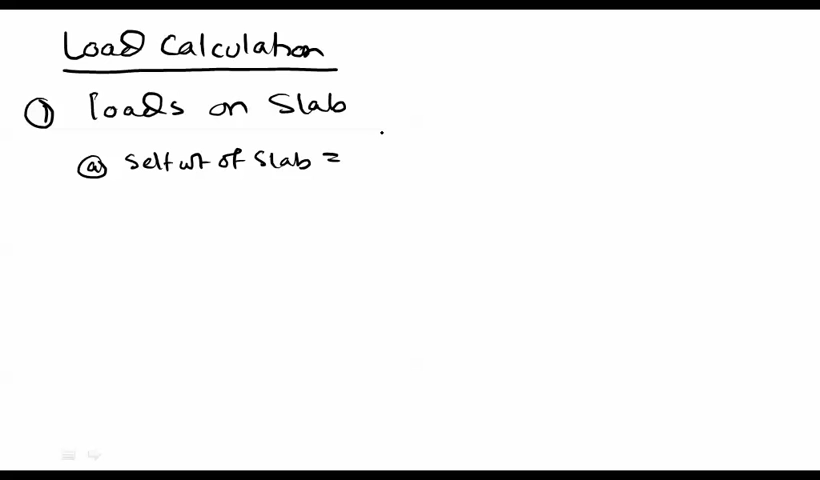 Load Calculation
① loads on Slab
ⓐ Self wt of Slab =